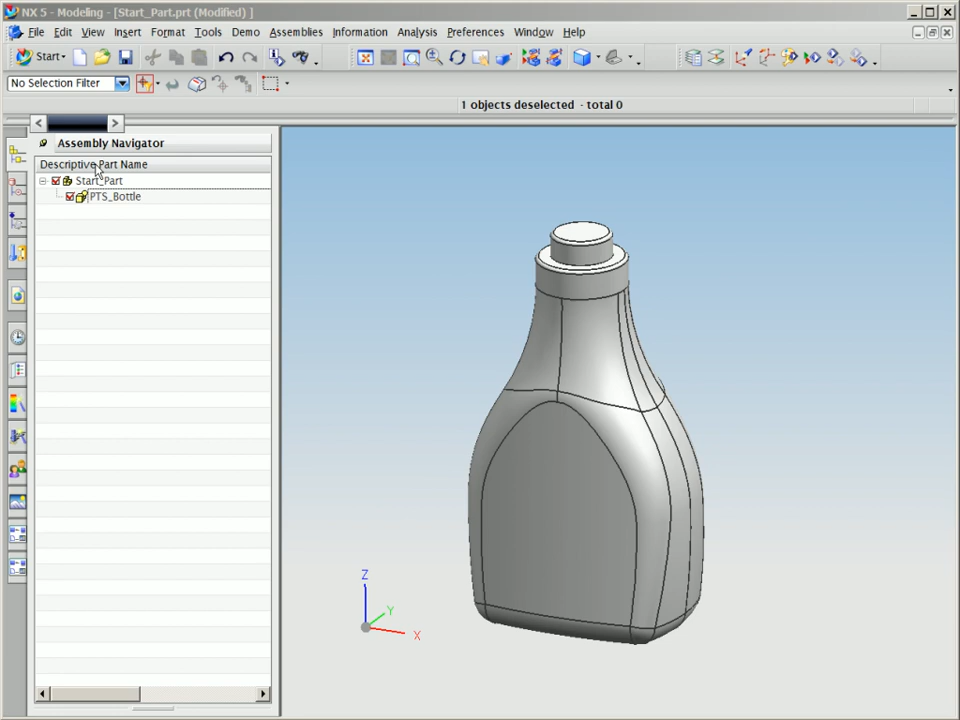 NX 5 - Modeling - [Start_Part.prt (Modified) ]
File Edit View Insert Format Tools Demo Assemblies Information Analysis Preferences Window Help
Start
No Selection Filter
1 objects deselected - total 0
Assembly Navigator
Descriptive Part Name
Start_Part
PTS_Bottle
Z
Y
X